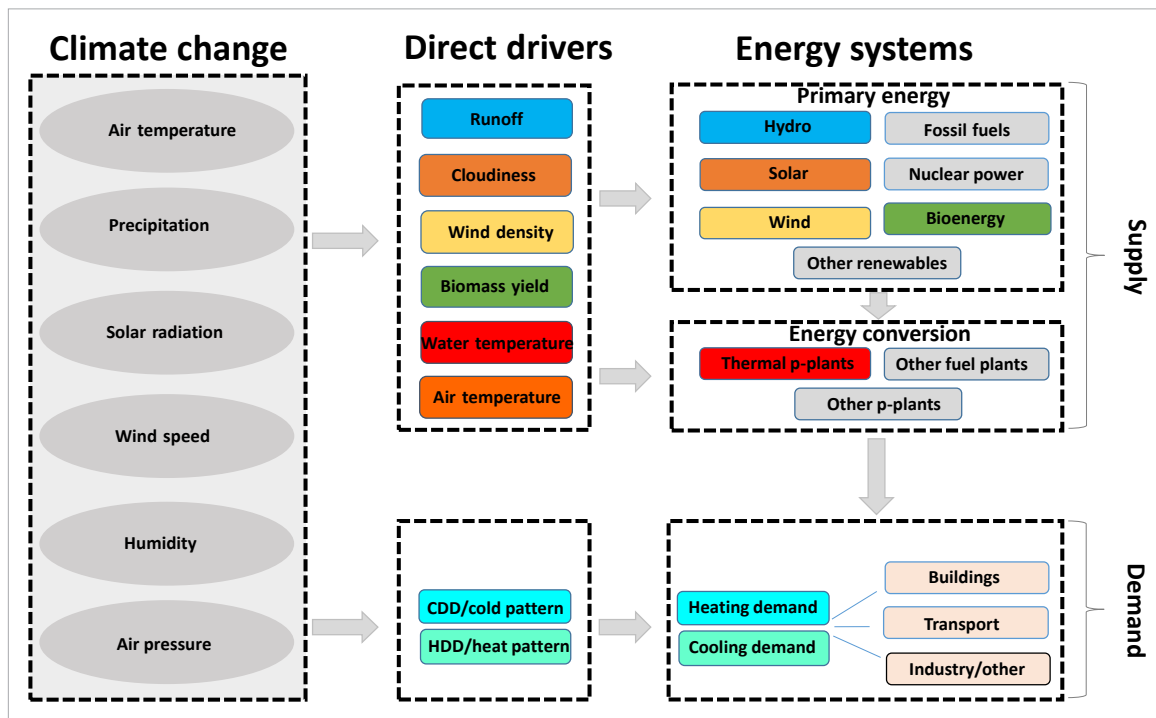 Climate change
Direct drivers
Energy systems
Air temperature
Precipitation
Solar radiation
Wind speed
Humidity
Air pressure
Runoff
Cloudiness
Wind density
Biomass yield
Water temperature
Air temperature
CDD/cold pattern
HDD/heat pattern
Primary energy
Hydro
Fossil fuels
Solar
Nuclear power
Wind
Bioenergy
Other renewables
Energy conversion
Thermal p-plants
Other fuel plants
Other p-plants
Heating demand
Cooling demand
Buildings
Transport
Industry/other
Supply
Demand